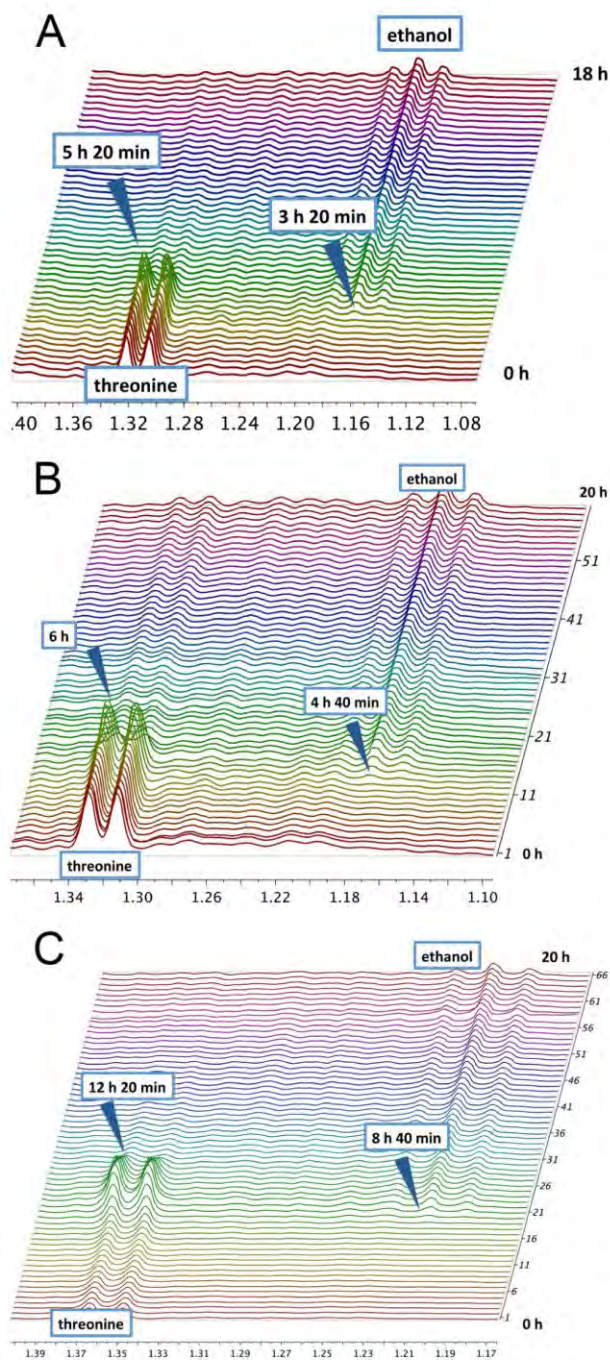 A
ethanol
18 h
5 h 20 min
3 h 20 min
threonine
0 h
.40 1.36 1.32 1.28 1.24 1.20 1.16 1.12 1.08
B
ethanol
20 h
51
41
6 h
31
4 h 40 min
21
11
threonine
1 0 h
1.34 1.30 1.26 1.22 1.18 1.14 1.10
C
ethanol
20 h
66
61
56
51
12 h 20 min
46
41
8 h 40 min
36
31
26
21
16
11
6
threonine
1
0 h
1.39 1.37 1.35 1.33 1.31 1.29 1.27 1.25 1.23 1.21 1.19 1.17